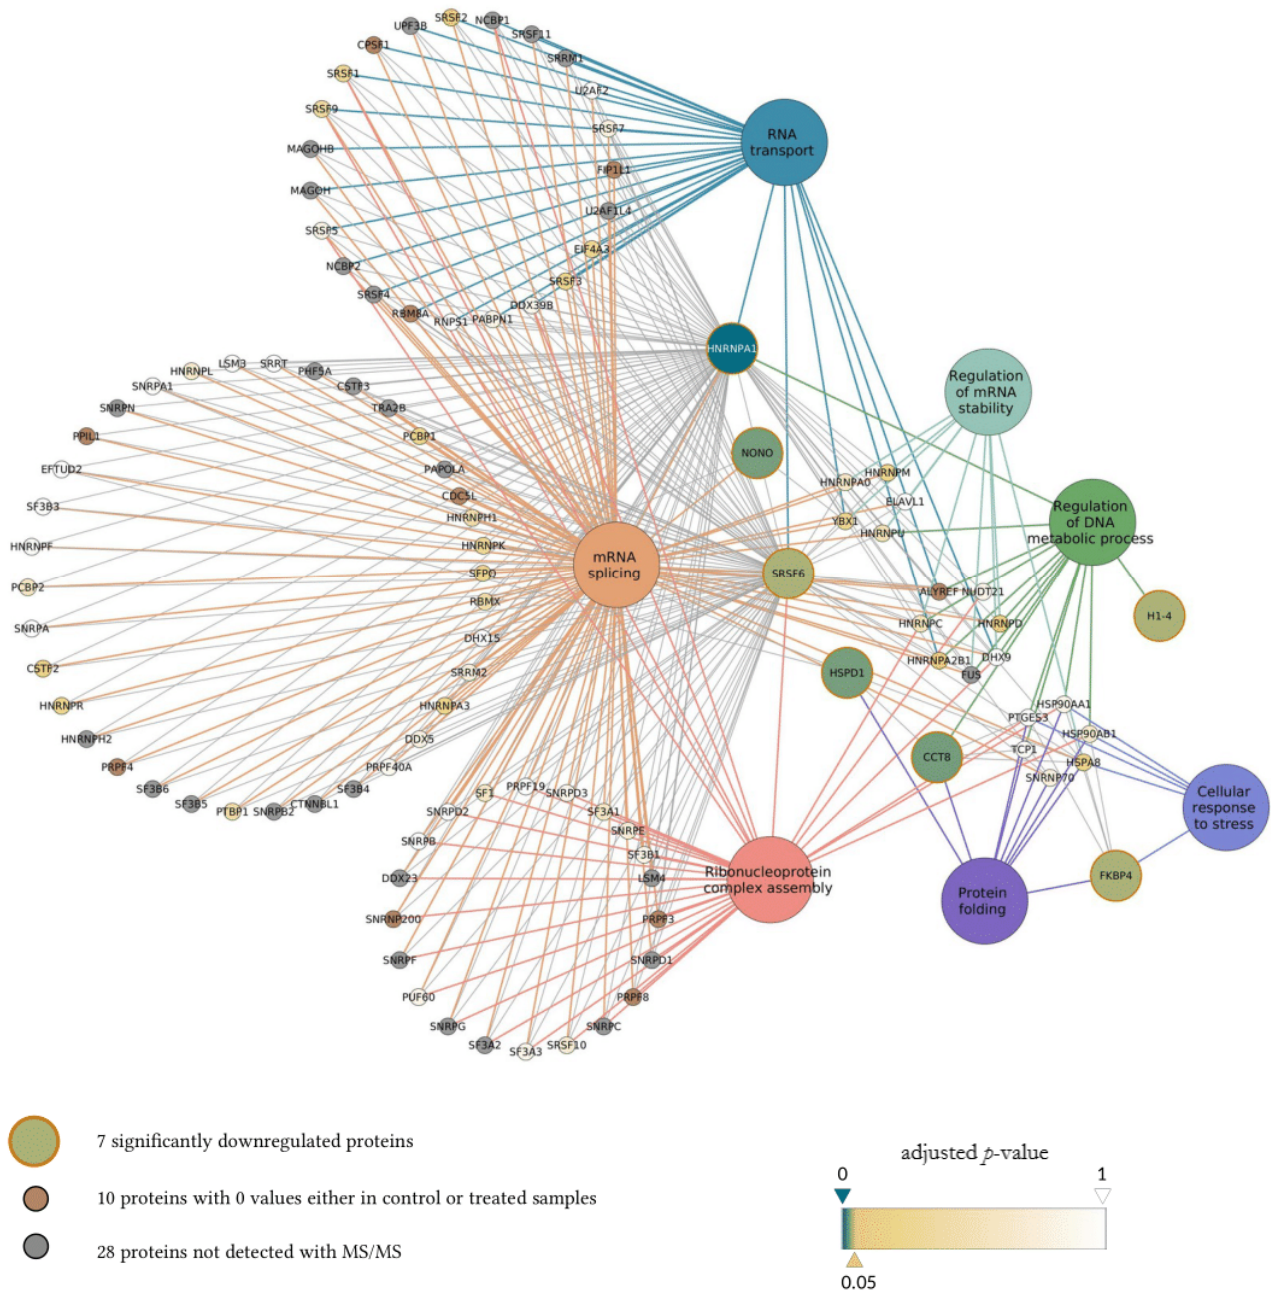 SRSF2
NCBP1
UPF3B
SRSF11
CPSF1
SRRM1
SRSF1
U2AF2
SRSF9
SRSF7
RNA
transport
MAGOHB
FIP1L1
MAGOH
U2AF1L4
SRSF5
EIF4A3
NCBP2
SRSF3
SRSF4
DDX39B
RBM8A
RNPS1
PABPN1
HNRNPA1
LSM3
SRRT
HNRNPL
PHF5A
SNRPA1
CSTF3
Regulation
of mRNA
stability
SNRPN
TRA2B
PPIL1
PCBP1
NONO
EFTUD2
PAPOLA
HNRNPM
HNRNPA0
CDC5L
ELAVL1
SF3B3
HNRNPH1
YBX1
HNRNPU
Regulation
of DNA
metabolic process
HNRNPF
HNRNPK
mRNA
splicing
SFPQ
SRSF6
PCBP2
RBMX
ALYREF
NUDT21
H1-4
SNRPA
DHX15
HNRNPC
HNRNPD
CSTF2
SRRM2
HSPD1
HNRNPA2B1
DHX9
FUS
HNRNPR
HNRNPA3
HSP90AA1
PTGES3
HNRNPH2
DDX5
HSP90AB1
TCP1
PRPF4
PRPF40A
CCT8
HSPA8
SNRNP70
SF3B6
SF3B4
SF3B5
CTNNBL1
PTBP1
SNRPB2
SF1
PRPF19
SNRPD3
Cellular
response
to stress
SNRPD2
SF3A1
SNRPE
SNRPB
SF3B1
DDX23
LSM4
Ribonucleoprotein
complex assembly
FKBP4
Protein
folding
SNRNP200
PRPF3
SNRPF
SNRPD1
PUF60
PRPF8
SNRPG
SNRPC
SF3A2
SF3A3
SRSF10
7 significantly downregulated proteins
10 proteins with 0 values either in control or treated samples
28 proteins not detected with MS/MS
adjusted p-value
0 1
0.05